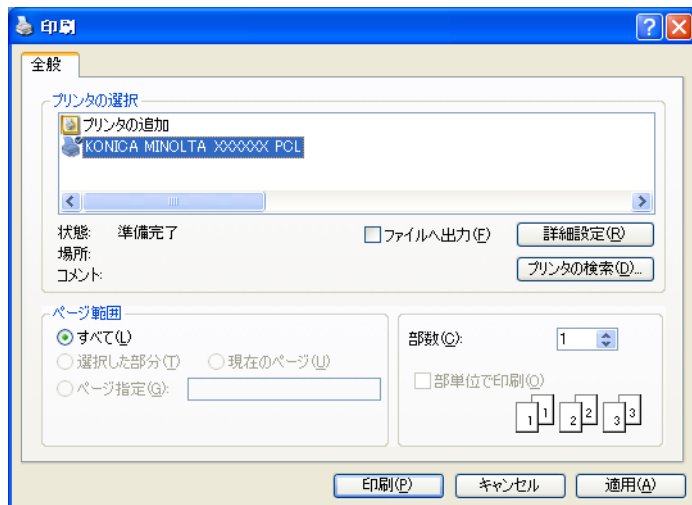 印刷
全般
プリンタの選択
プリンタの追加
KONICA MINOLTA XXXXXX PCL
状態: 準備完了
場所:
コメント:
ファイルへ出力(F)
詳細設定(R)
プリンタの検索(D)...
ページ範囲
すべて(L)
選択した部分(T) 現在のページ(U)
ページ指定(G):
部数(C): 1
部単位で印刷(O)
1 1 2 2 3 3
印刷(P) キャンセル 適用(A)